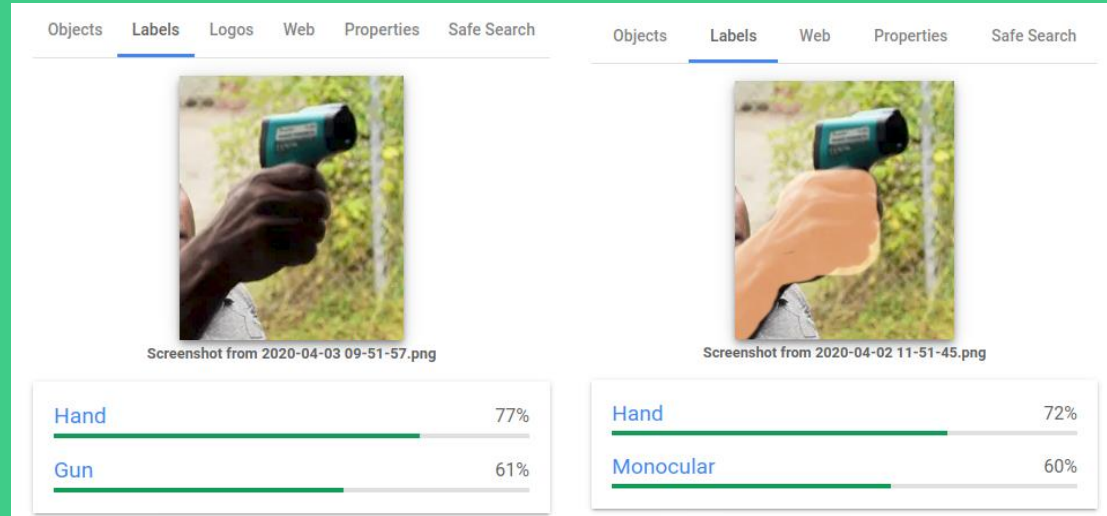 Objects Labels Logos Web Properties Safe Search
Screenshot from 2020-04-03 09-51-57.png
Hand 77%
Gun 61%
Objects Labels Web Properties Safe Search
Screenshot from 2020-04-02 11-51-45.png
Hand 72%
Monocular 60%